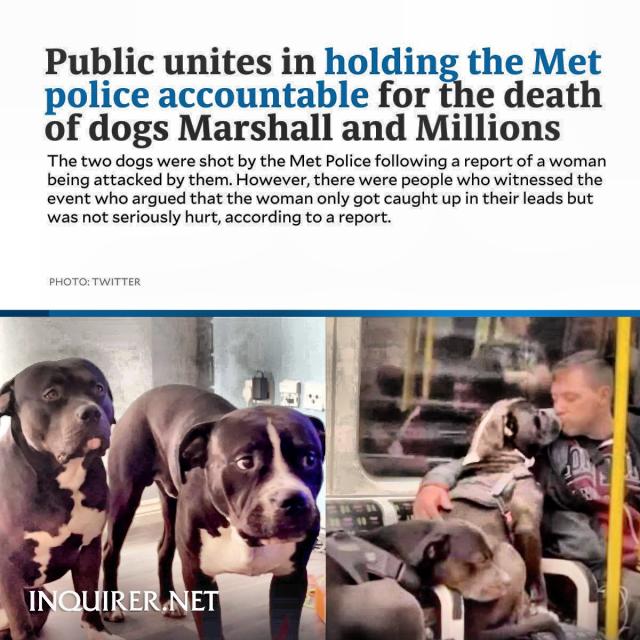 Public unites in holding the Met
police accountable for the death
of dogs Marshall and Millions
The two dogs were shot by the Met Police following a report of a woman
being attacked by them. However, there were people who witnessed the
event who argued that the woman only got caught up in their leads but
was not seriously hurt, according to a report.
PHOTO: TWITTER
INQUIRER.NET